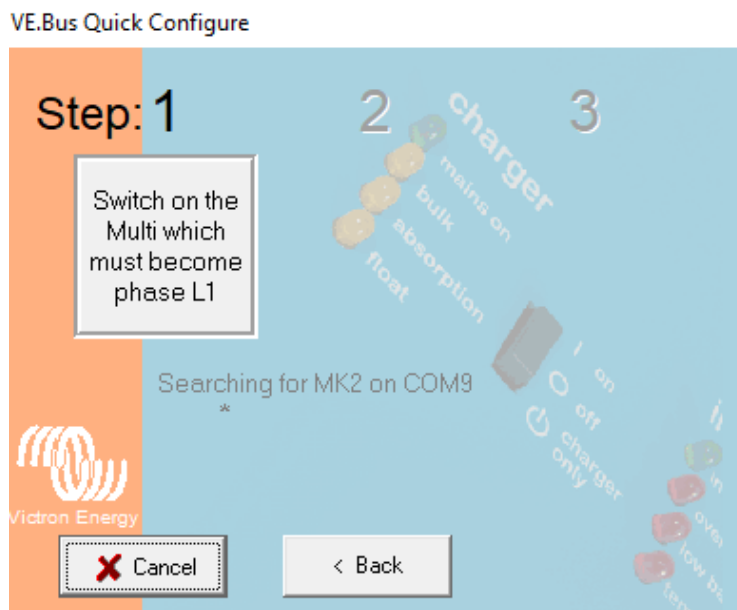 VE.Bus Quick Configure
Step: 1 2 3
Switch on the
Multi which
must become
phase L1
charger
mains on
bulk
absorption
float
Searching for MK2 on COM9
*
on
off
charger
only
Victron Energy
Cancel
< Back